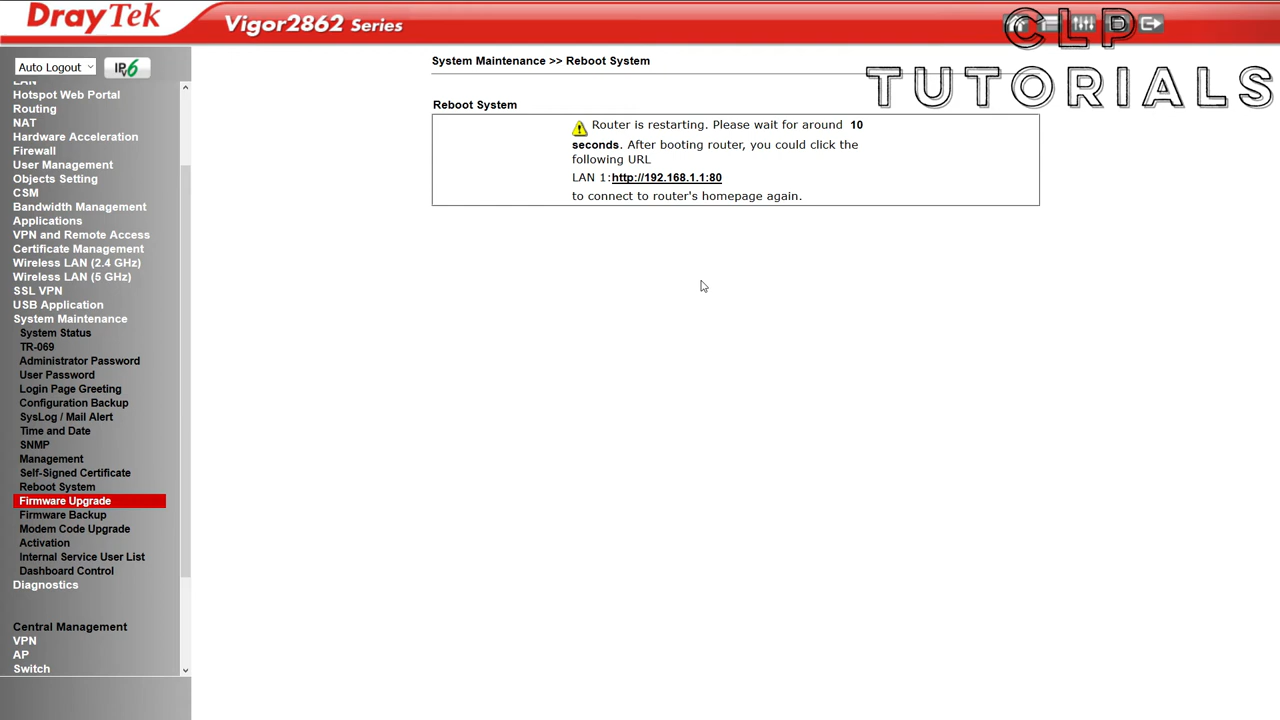 DrayTek
Vigor2862 Series
CLP
TUTORIALS
Auto Logout
IPv6
LAN
Hotspot Web Portal
Routing
NAT
Hardware Acceleration
Firewall
User Management
Objects Setting
CSM
Bandwidth Management
Applications
VPN and Remote Access
Certificate Management
Wireless LAN (2.4 GHz)
Wireless LAN (5 GHz)
SSL VPN
USB Application
System Maintenance
System Status
TR-069
Administrator Password
User Password
Login Page Greeting
Configuration Backup
SysLog / Mail Alert
Time and Date
SNMP
Management
Self-Signed Certificate
Reboot System
Firmware Upgrade
Firmware Backup
Modem Code Upgrade
Activation
Internal Service User List
Dashboard Control
Diagnostics
Central Management
VPN
AP
Switch
System Maintenance >> Reboot System
Reboot System
Router is restarting. Please wait for around 10
seconds. After booting router, you could click the
following URL
LAN 1:http://192.168.1.1:80
to connect to router's homepage again.